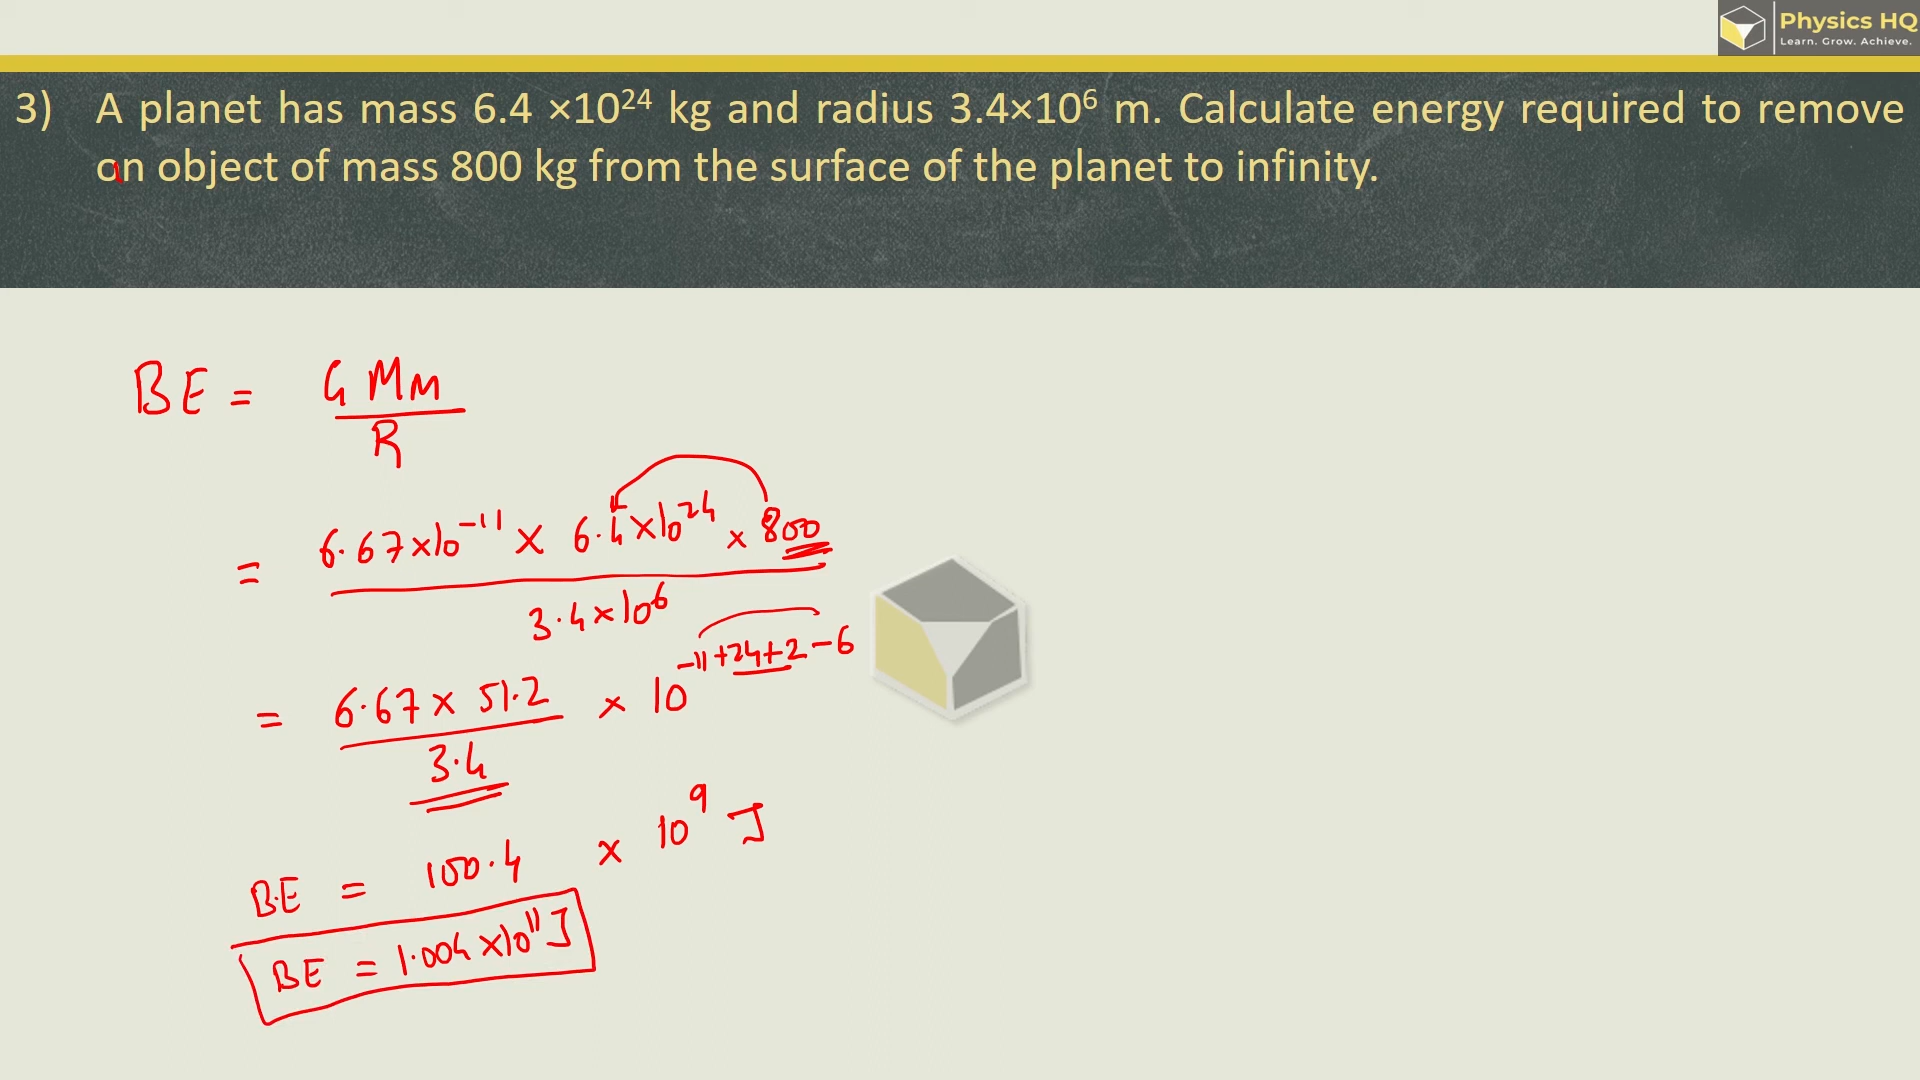 Physics HQ
Learn. Grow. Achieve.
3) A planet has mass 6.4 ×10²⁴ kg and radius 3.4×10⁶ m. Calculate energy required to remove
an object of mass 800 kg from the surface of the planet to infinity.
BE = GMm
R
= 6.67×10⁻¹¹ × 6.4×10²⁴ × 800
3.4×10⁶
= 6.67 × 51.2 × 10⁻¹¹⁺²⁴⁺²⁻⁶
3.4
BE = 100.4 × 10⁹ J
BE = 1.004 ×10¹¹ J